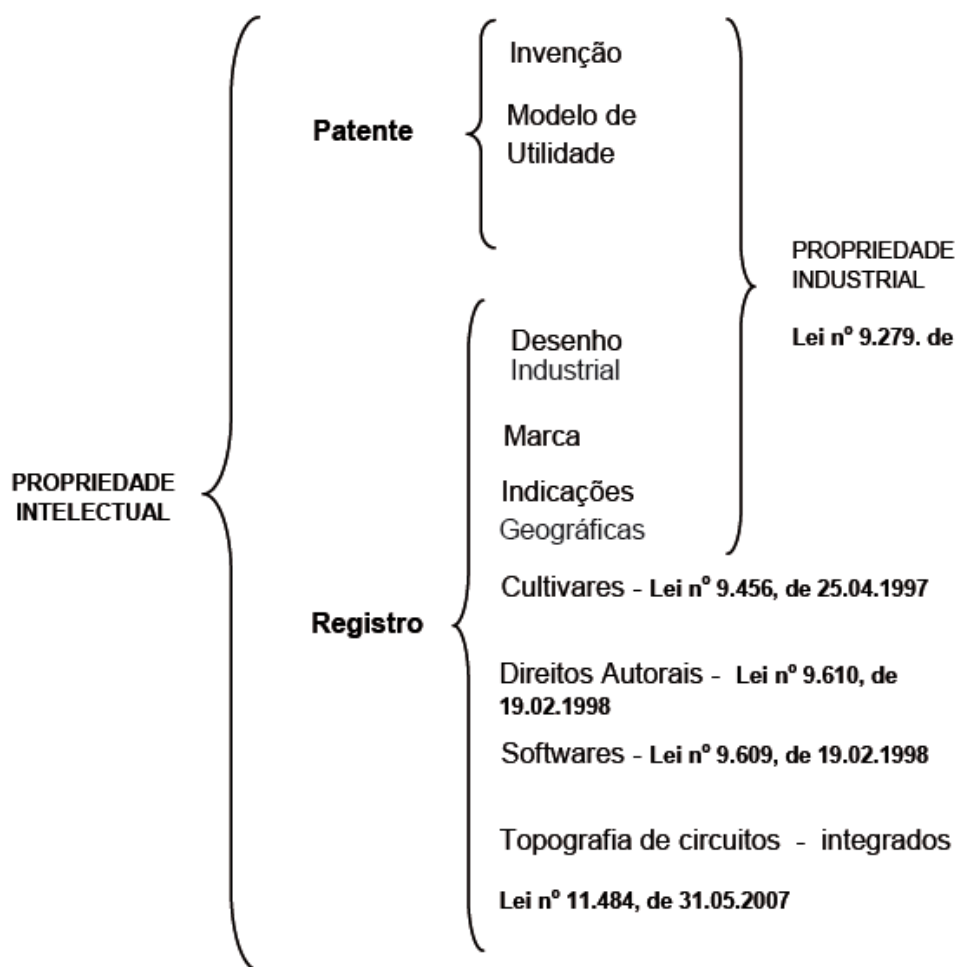 Invenção
Patente
Modelo de
Utilidade
PROPRIEDADE
INDUSTRIAL
Lei nº 9.279. de
Desenho
Industrial
Marca
PROPRIEDADE
INTELECTUAL
Indicações
Geográficas
Registro
Cultivares - Lei nº 9.456, de 25.04.1997
Direitos Autorais - Lei nº 9.610, de
19.02.1998
Softwares - Lei nº 9.609, de 19.02.1998
Topografia de circuitos - integrados
Lei nº 11.484, de 31.05.2007